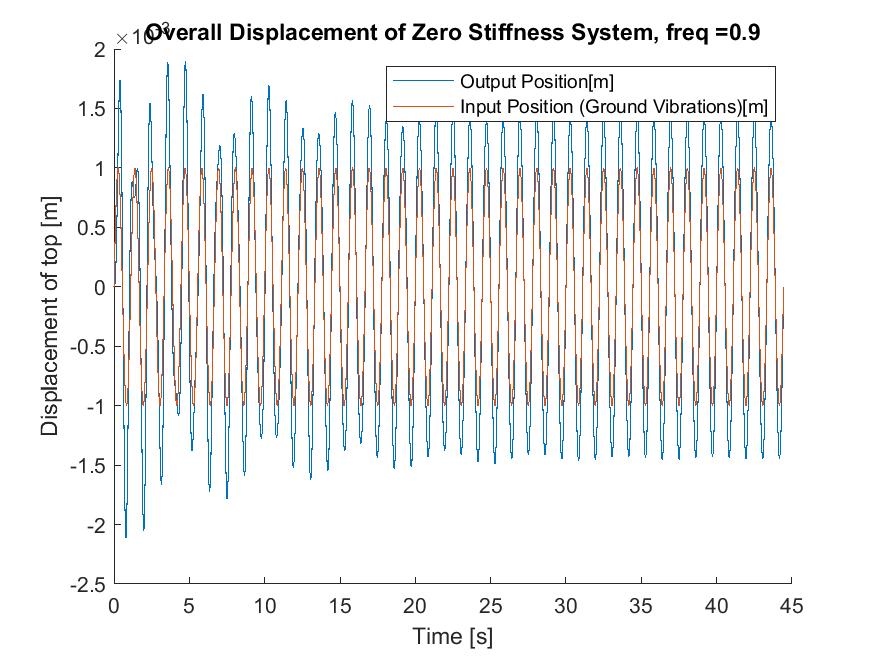 ×10-3
Overall Displacement of Zero Stiffness System, freq =0.9
Output Position[m]
Input Position (Ground Vibrations)[m]
2
1.5
1
0.5
0
-0.5
-1
-1.5
-2
-2.5
Displacement of top [m]
0 5 10 15 20 25 30 35 40 45
Time [s]